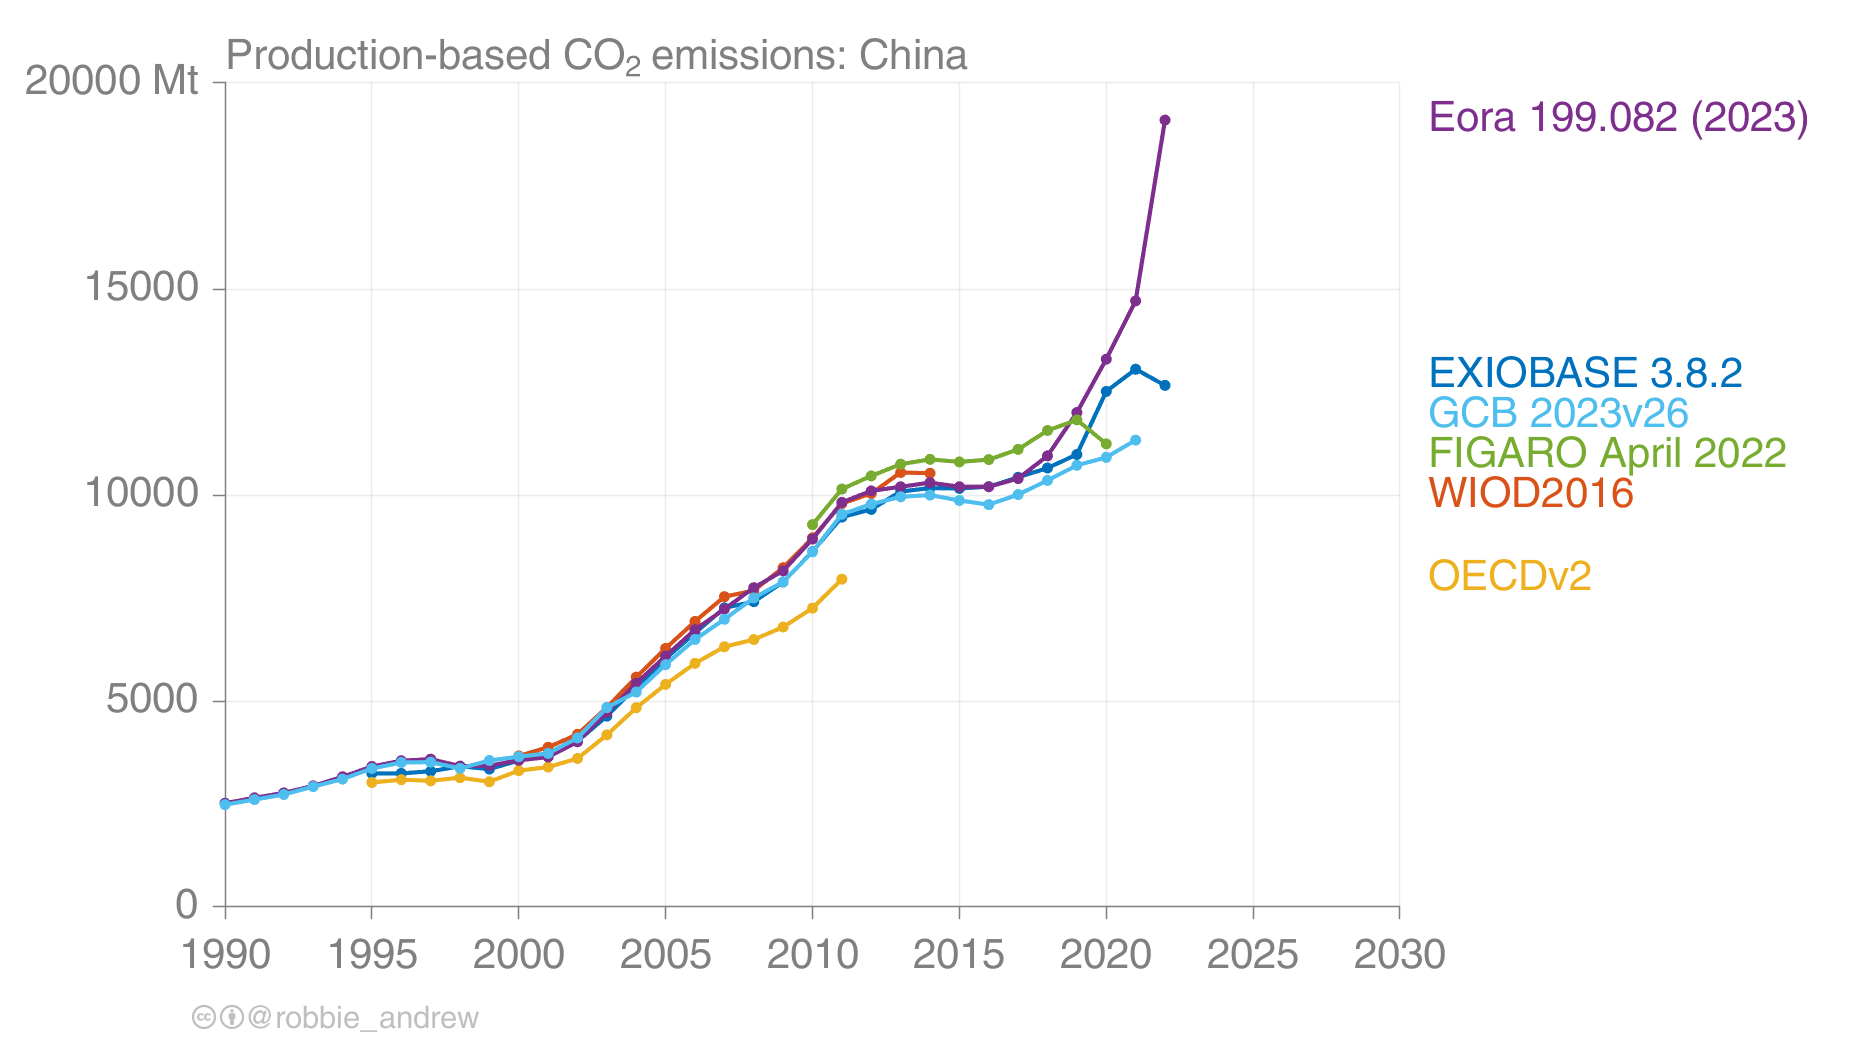 Production-based CO₂ emissions: China
20000 Mt
15000
10000
5000
0
1990 1995 2000 2005 2010 2015 2020 2025 2030
Eora 199.082 (2023)
EXIOBASE 3.8.2
GCB 2023v26
FIGARO April 2022
WIOD2016
OECDv2
cc @robbie_andrew